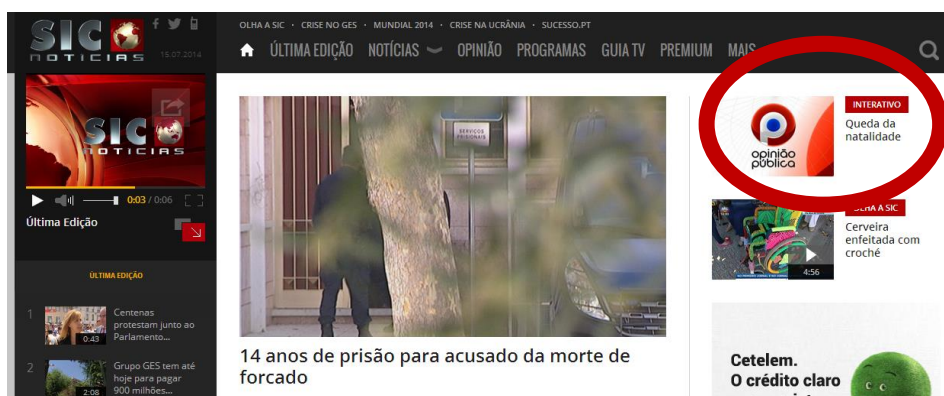 SIC
NOTICIAS
15.07.2014
OLHA A SIC · CRISE NO GES · MUNDIAL 2014 · CRISE NA UCRÂNIA · SUCESSO.PT
ÚLTIMA EDIÇÃO NOTÍCIAS OPINIÃO PROGRAMAS GUIA TV PREMIUM MAIS
SIC
NOTICIAS
0:03 / 0:06
Última Edição
ÚLTIMA EDIÇÃO
1
0:43
Centenas
protestam junto ao
Parlamento...
2
2:08
Grupo GES tem até
hoje para pagar
900 milhões...
SERVIÇOS
PRISIONAIS
14 anos de prisão para acusado da morte de
forcado
opinião
pública
INTERATIVO
Queda da
natalidade
4:56
OLHA A SIC
Cerveira
enfeitada com
croché
Cetelem.
O crédito claro